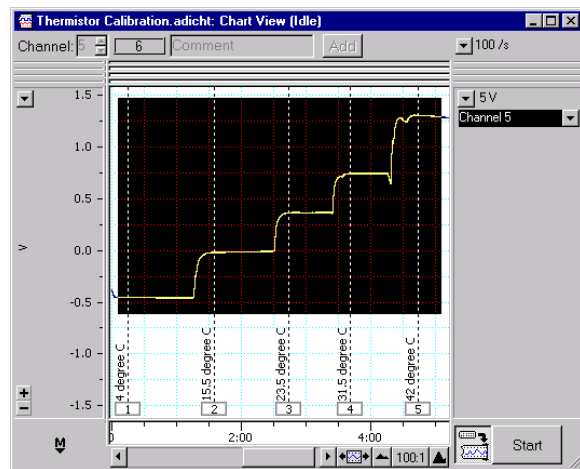 Thermistor Calibration.adicht: Chart View (Idle)
Channel: 5 6 Comment Add 100 /s
5 V
Channel 5
1.5
1.0
0.5
0.0
-0.5
-1.0
-1.5
V
4 degree C
15.5 degree C
23.5 degree C
31.5 degree C
42 degree C
1 2 3 4 5
+
−
M
0 2:00 4:00
100:1
Start